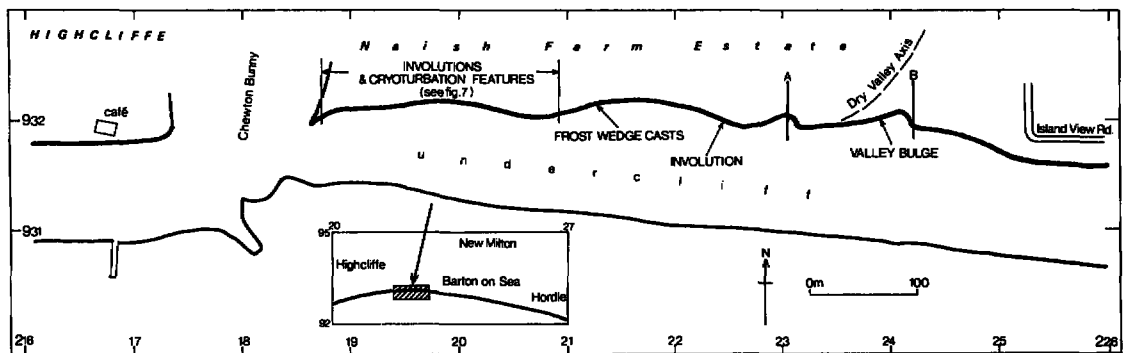 HIGHCLIFFE
Naish Farm Estate
INVOLUTIONS
& CRYOTURBATION FEATURES
(see fig.7)
Chewton Bunny
café
A
Dry Valley Axis
B
932
FROST WEDGE CASTS
INVOLUTION
VALLEY BULGE
Island View Rd.
undercliff
931
20
27
95
New Milton
Highcliffe
Barton on Sea
Hordle
92
N
0m 100
216 17 18 19 20 21 22 23 24 25 226